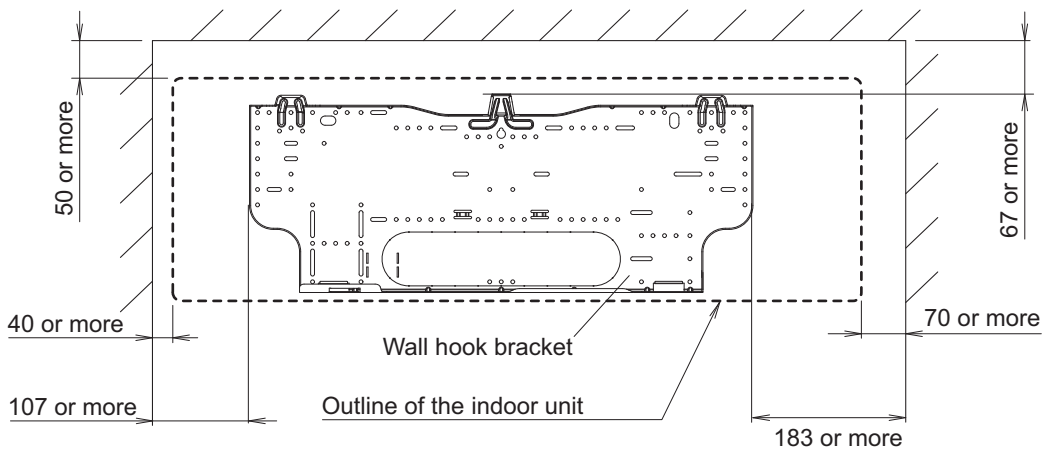 50 or more
67 or more
40 or more
70 or more
Wall hook bracket
107 or more
Outline of the indoor unit
183 or more